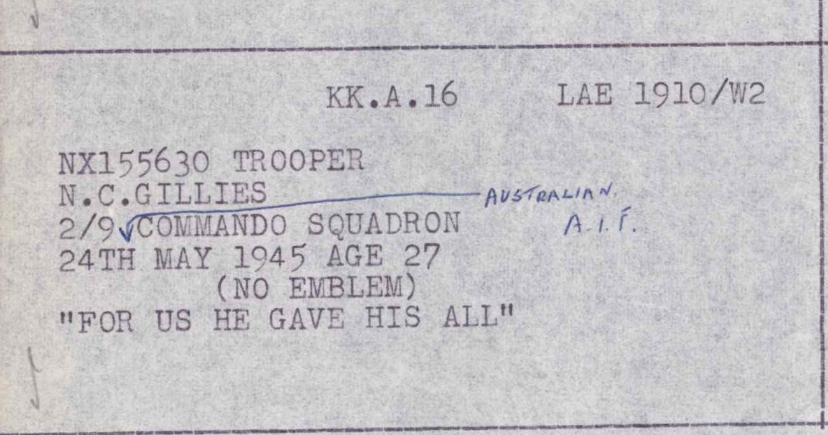 KK.A.16 LAE 1910/W2
NX155630 TROOPER
N.C.GILLIES
AUSTRALIAN.
2/9 COMMANDO SQUADRON
A.I.F.
24TH MAY 1945 AGE 27
(NO EMBLEM)
"FOR US HE GAVE HIS ALL"